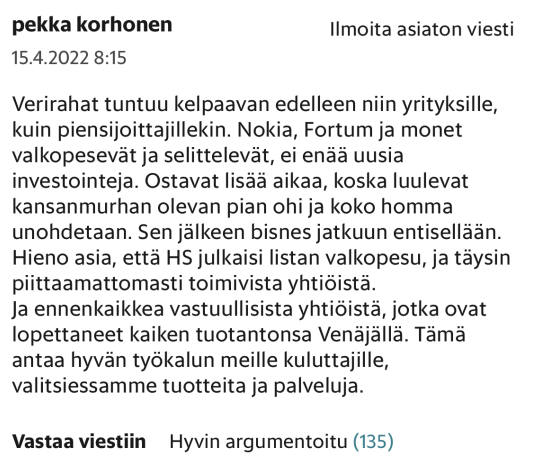 pekka korhonen
Ilmoita asiaton viesti
15.4.2022 8:15
Verirahat tuntuu kelpaavan edelleen niin yrityksille,
kuin piensijoittajillekin. Nokia, Fortum ja monet
valkopesevät ja selittelevät, ei enää uusia
investointeja. Ostavat lisää aikaa, koska luulevat
kansanmurhan olevan pian ohi ja koko homma
unohdetaan. Sen jälkeen bisnes jatkuun entisellään.
Hieno asia, että HS julkaisi listan valkopesu, ja täysin
piittaamattomasti toimivista yhtiöistä.
Ja ennenkaikkea vastuullisista yhtiöistä, jotka ovat
lopettaneet kaiken tuotantonsa Venäjällä. Tämä
antaa hyvän työkalun meille kuluttajille,
valitsiessamme tuotteita ja palveluja.
Vastaa viestiin Hyvin argumentoitu (135)